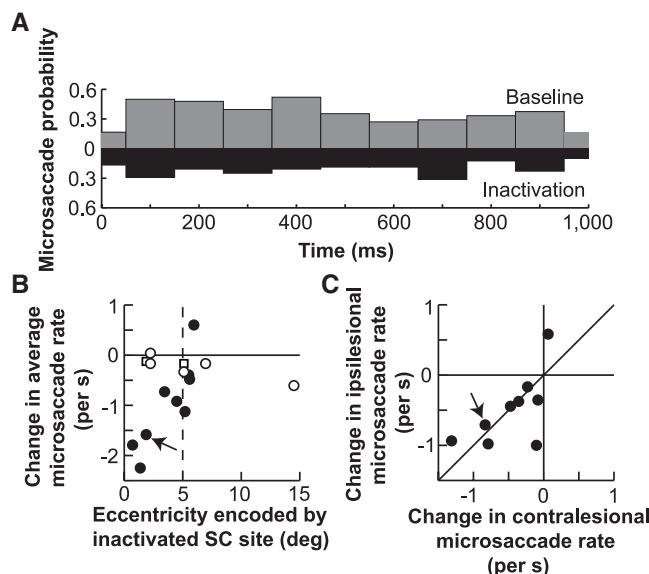 A
Microsaccade probability
0.6
0.3
0
0.3
0.6
Baseline
Inactivation
0
200
400
600
800
1,000
Time (ms)
B
Change in average
microsaccade rate
(per s)
1
0
-1
-2
0
5
10
15
Eccentricity encoded by
inactivated SC site (deg)
C
Change in ipsilesional
microsaccade rate
(per s)
1
0
-1
-1
0
1
Change in contralesional
microsaccade rate
(per s)